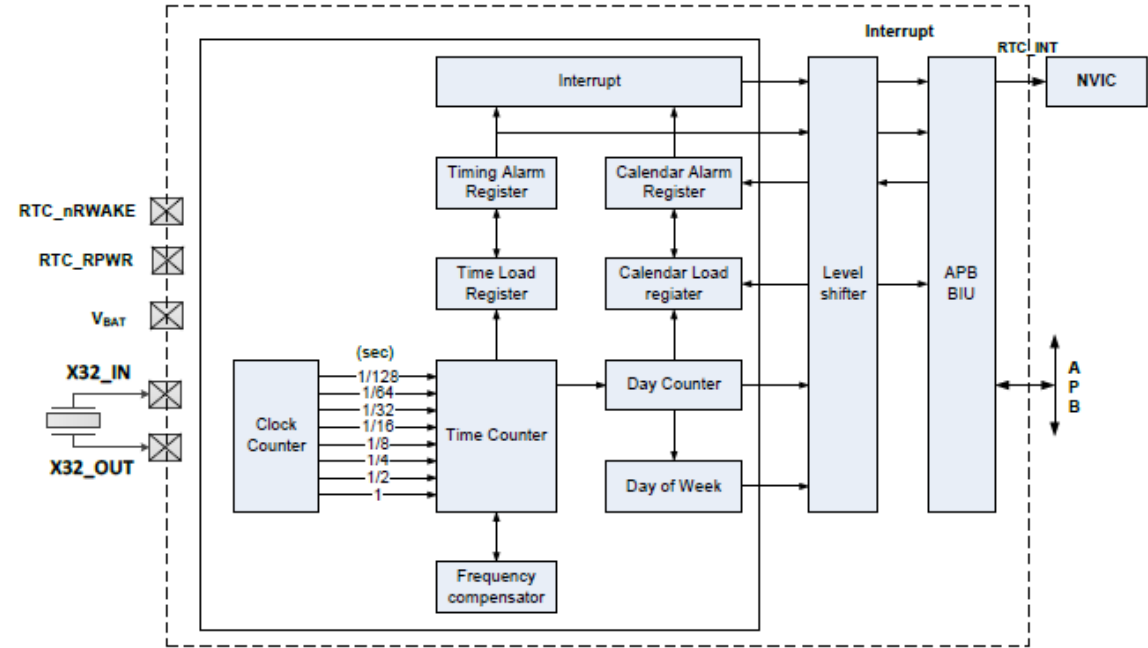 Interrupt
RTC_INT
NVIC
Interrupt
Timing Alarm
Register
Calendar Alarm
Register
RTC_nRWAKE
RTC_RPWR
VBAT
X32_IN
X32_OUT
Time Load
Register
Calendar Load
regiater
Level
shifter
APB
BIU
(sec)
1/128
1/64
1/32
1/16
1/8
1/4
1/2
1
Clock
Counter
Time Counter
Day Counter
Day of Week
Frequency
compensator
A
P
B